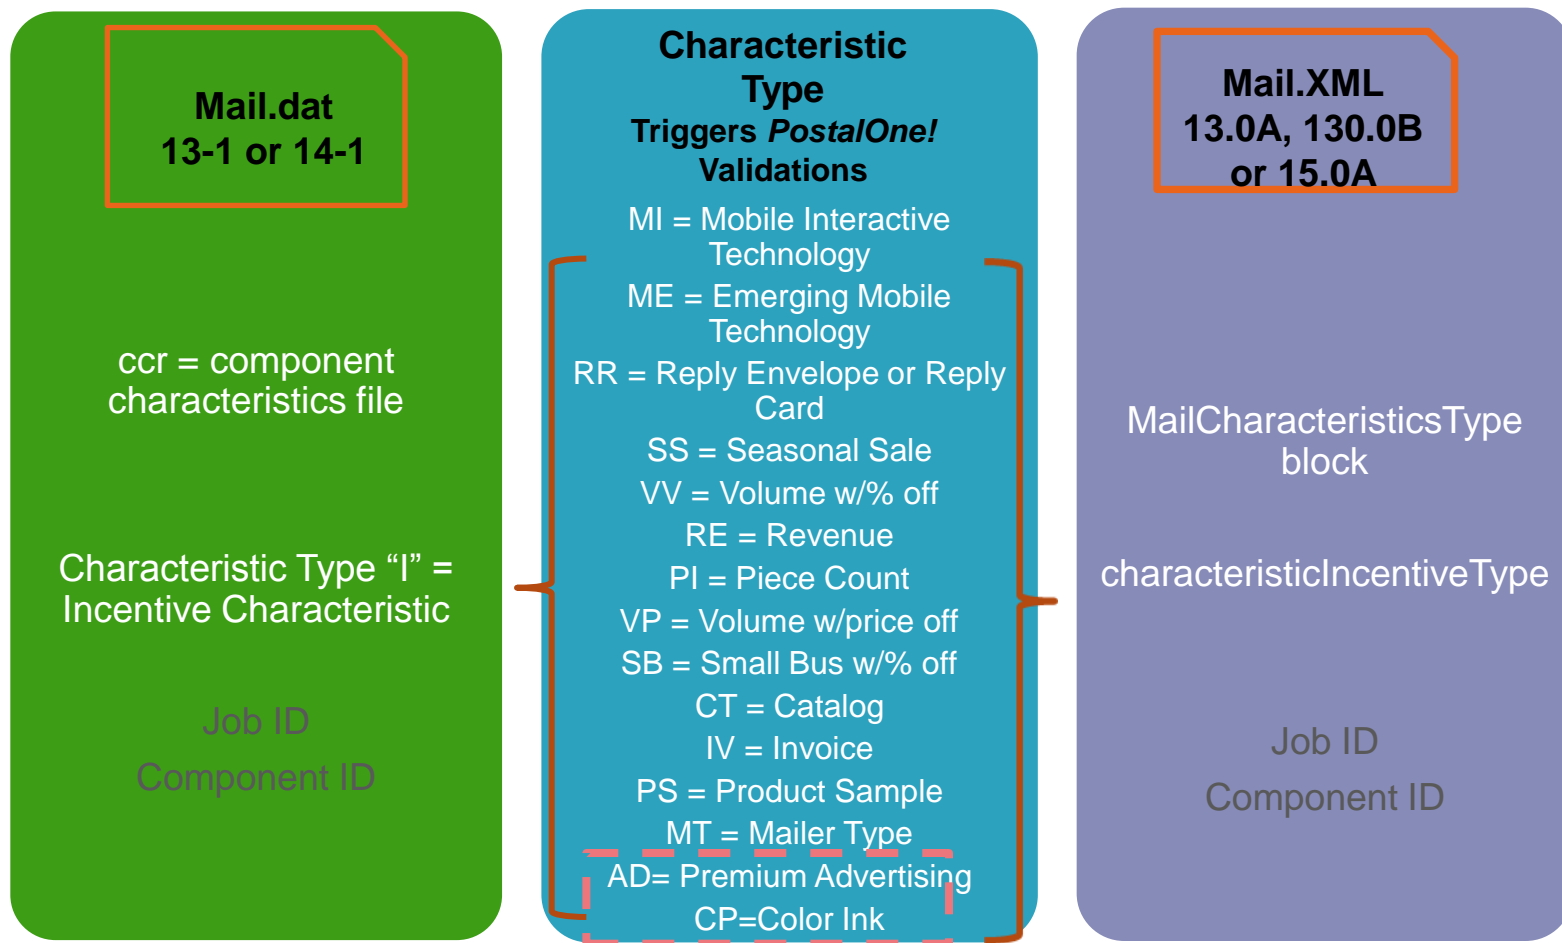 Mail.dat
13-1 or 14-1
ccr = component
characteristics file
Characteristic Type “I” =
Incentive Characteristic
Job ID
Component ID
Characteristic
Type
Triggers PostalOne!
Validations
MI = Mobile Interactive
Technology
ME = Emerging Mobile
Technology
RR = Reply Envelope or Reply
Card
SS = Seasonal Sale
VV = Volume w/% off
RE = Revenue
PI = Piece Count
VP = Volume w/price off
SB = Small Bus w/% off
CT = Catalog
IV = Invoice
PS = Product Sample
MT = Mailer Type
AD= Premium Advertising
CP=Color Ink
Mail.XML
13.0A, 130.0B
or 15.0A
MailCharacteristicsType
block
characteristicIncentiveType
Job ID
Component ID